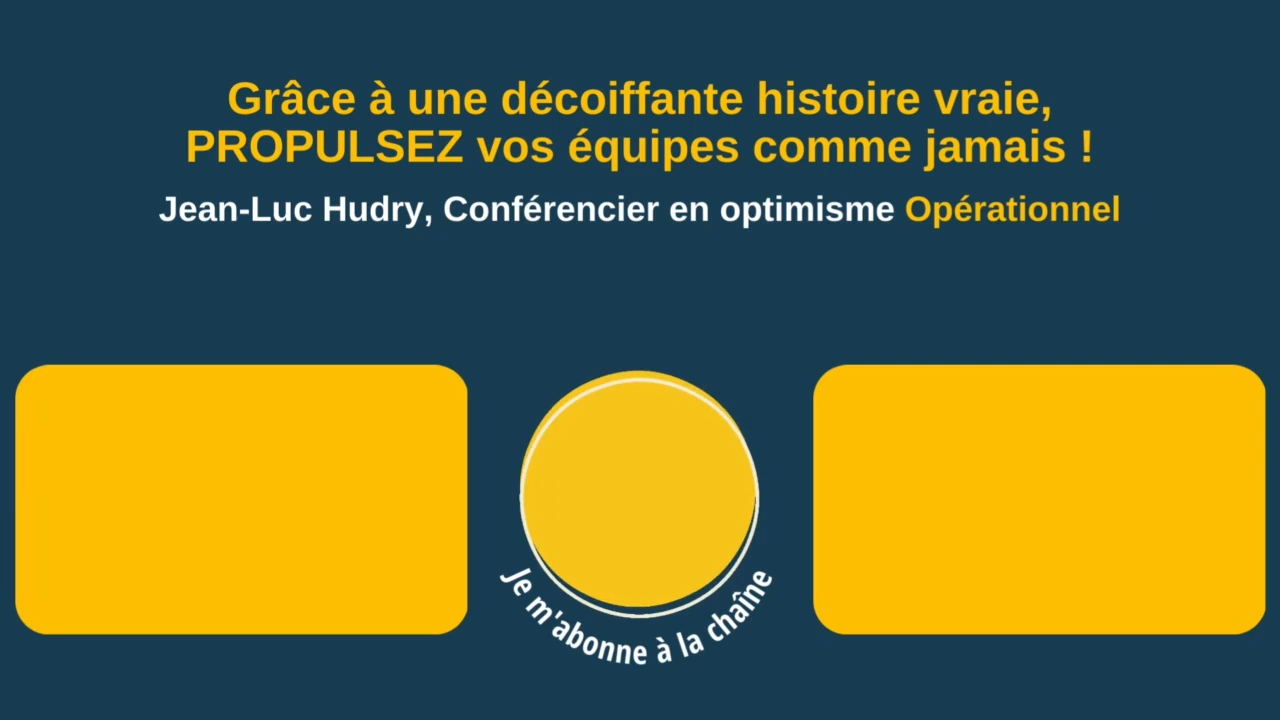 Grâce à une décoiffante histoire vraie,
PROPULSEZ vos équipes comme jamais !
Jean-Luc Hudry, Conférencier en optimisme Opérationnel
Je m'abonne à la chaîne